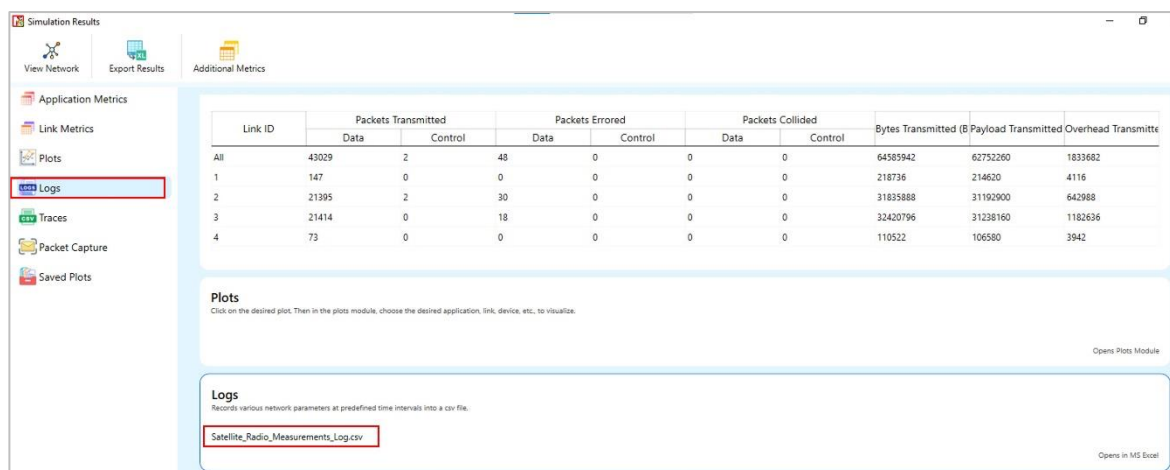 Simulation Results
View Network Export Results Additional Metrics
Application Metrics
Link Metrics
Plots
Logs
Traces
Packet Capture
Saved Plots
Link ID Packets Transmitted Packets Errored Packets Collided Bytes Transmitted (B Payload Transmitted Overhead Transmitte
Data Control Data Control Data Control
All 43029 2 48 0 0 0 64585942 62752260 1833682
1 147 0 0 0 0 0 218736 214620 4116
2 21395 2 30 0 0 0 31835888 31192900 642988
3 21414 0 18 0 0 0 32420796 31238160 1182636
4 73 0 0 0 0 0 110522 106580 3942
Plots
Click on the desired plot. Then in the plots module, choose the desired application, link, device, etc., to visualize.
Opens Plots Module
Logs
Records various network parameters at predefined time intervals into a csv file.
Satellite_Radio_Measurements_Log.csv
Opens in MS Excel